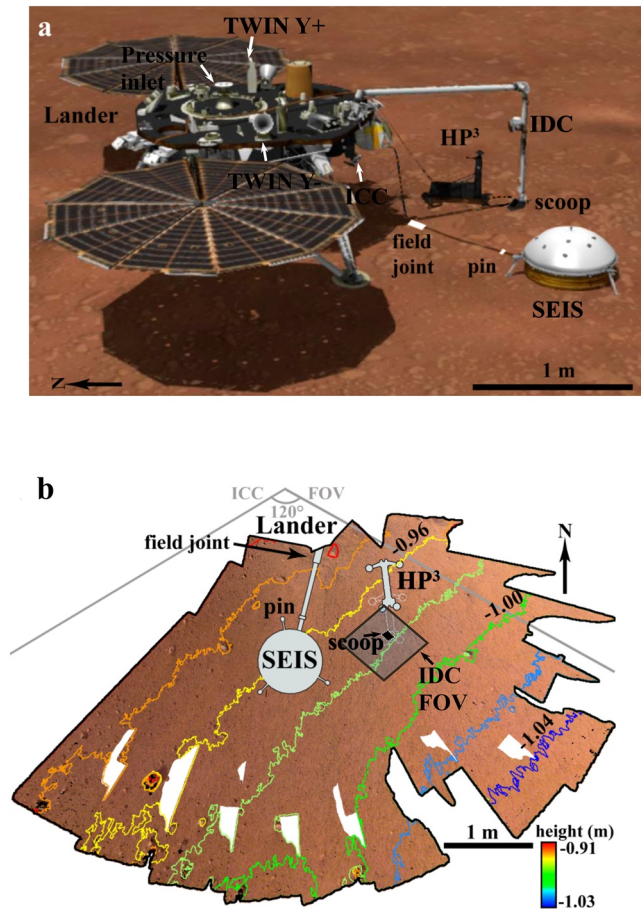 a
TWIN Y+
Pressure
inlet
Lander
IDC
HP³
TWIN Y-
ICC
scoop
field
joint
pin
SEIS
N
1 m
b
ICC
FOV
120°
Lander
field joint
-0.96
N
HP³
pin
-1.00
scoop
SEIS
IDC
FOV
-1.04
1 m
height (m)
-0.91
-1.03